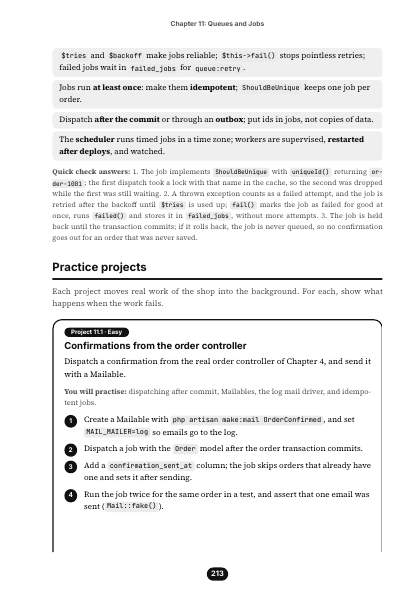 Chapter 11: Queues and Jobs
$tries and $backoff make jobs reliable; $this->fail() stops pointless retries;
failed jobs wait in failed_jobs for queue:retry.
Jobs run at least once: make them idempotent; ShouldBeUnique keeps one job per
order.
Dispatch after the commit or through an outbox; put ids in jobs, not copies of data.
The scheduler runs timed jobs in a time zone; workers are supervised, restarted
after deploys, and watched.
Quick check answers: 1. The job implements ShouldBeUnique with uniqueId() returning or-
der-1001; the first dispatch took a lock with that name in the cache, so the second was dropped
while the first was still waiting. 2. A thrown exception counts as a failed attempt, and the job is
retried after the backoff until $tries is used up; fail() marks the job as failed for good at
once, runs failed() and stores it in failed_jobs, without more attempts. 3. The job is held
back until the transaction commits; if it rolls back, the job is never queued, so no confirmation
goes out for an order that was never saved.
Practice projects
Each project moves real work of the shop into the background. For each, show what
happens when the work fails.
Project 11.1 · Easy
Confirmations from the order controller
Dispatch a confirmation from the real order controller of Chapter 4, and send it
with a Mailable.
You will practise: dispatching after commit, Mailables, the log mail driver, and idempo-
tent jobs.
1 Create a Mailable with php artisan make:mail OrderConfirmed, and set
MAIL_MAILER=log so emails go to the log.
2 Dispatch a job with the Order model after the order transaction commits.
3 Add a confirmation_sent_at column; the job skips orders that already have
one and sets it after sending.
4 Run the job twice for the same order in a test, and assert that one email was
sent (Mail::fake()).
213